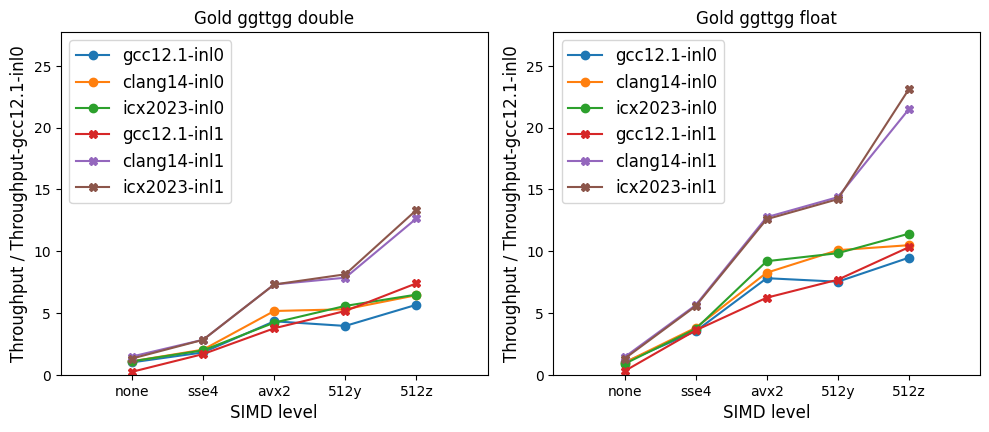 Gold ggttgg double
Throughput / Throughput-gcc12.1-inl0
25
20
15
10
5
0
gcc12.1-inl0
clang14-inl0
icx2023-inl0
gcc12.1-inl1
clang14-inl1
icx2023-inl1
none sse4 avx2 512y 512z
SIMD level
Gold ggttgg float
Throughput / Throughput-gcc12.1-inl0
25
20
15
10
5
0
gcc12.1-inl0
clang14-inl0
icx2023-inl0
gcc12.1-inl1
clang14-inl1
icx2023-inl1
none sse4 avx2 512y 512z
SIMD level